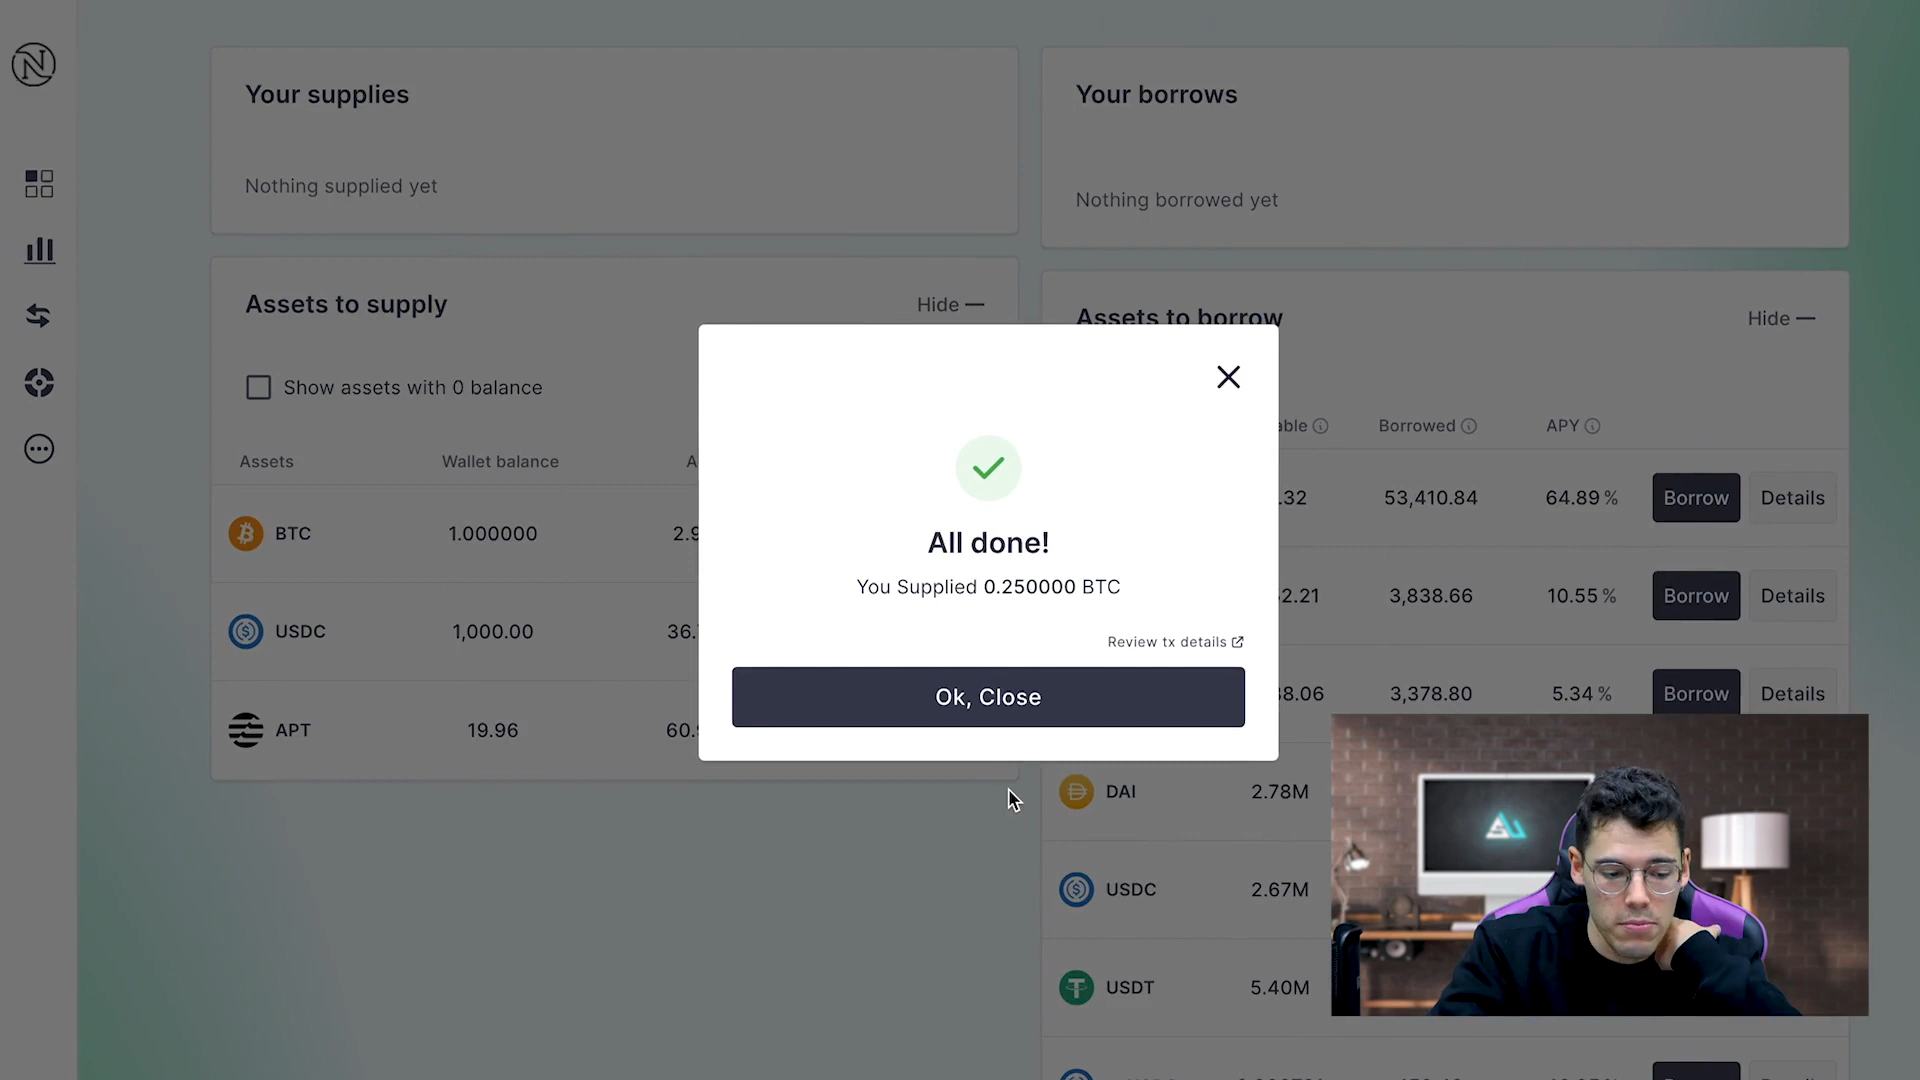 Your supplies
Nothing supplied yet
Your borrows
Nothing borrowed yet
Assets to supply
Hide
Show assets with 0 balance
Assets Wallet balance
BTC 1.000000
USDC 1,000.00
APT 19.96
Assets to borrow
Hide
Borrowed APY
53,410.84 64.89 % Borrow Details
3,838.66 10.55 % Borrow Details
3,378.80 5.34 % Borrow Details
DAI 2.78M
USDC 2.67M
USDT 5.40M
All done!
You Supplied 0.250000 BTC
Review tx details
Ok, Close